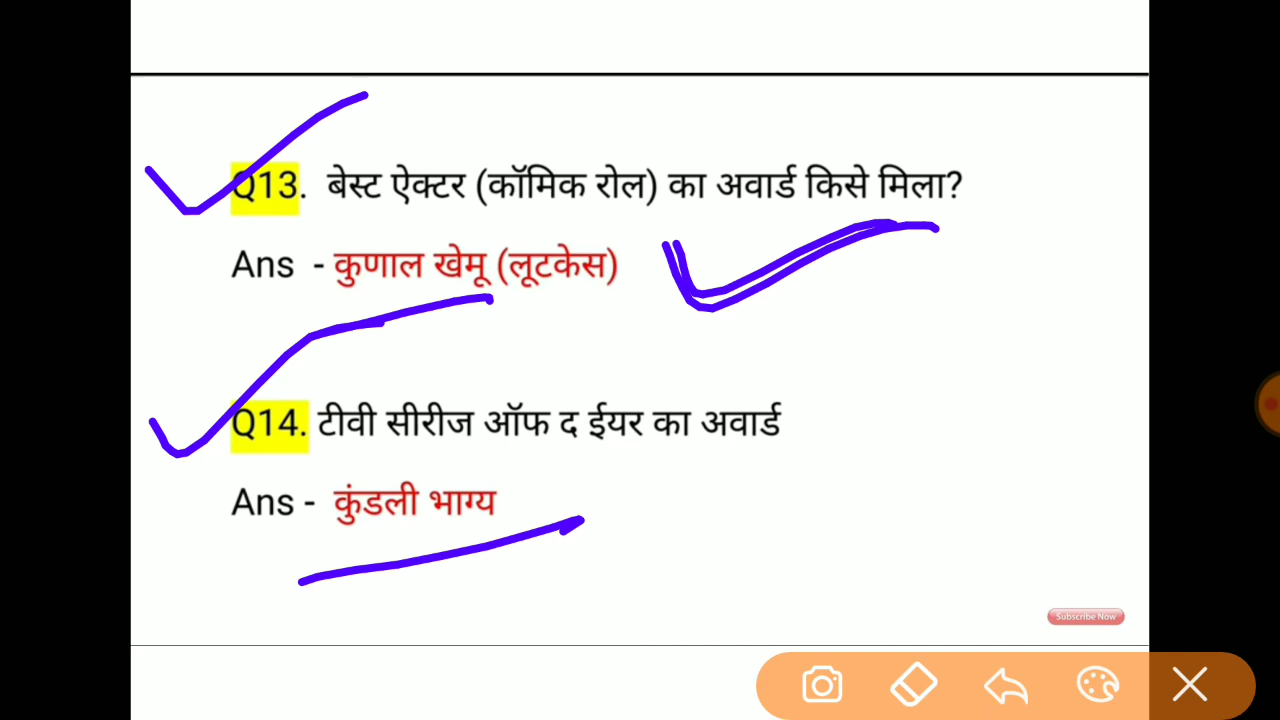 Q13. बेस्ट ऐक्टर (कॉमिक रोल) का अवार्ड किसे मिला?
Ans - कुणाल खेमू (लूटकेस)
Q14. टीवी सीरीज ऑफ द ईयर का अवार्ड
Ans - कुंडली भाग्य
Subscribe Now